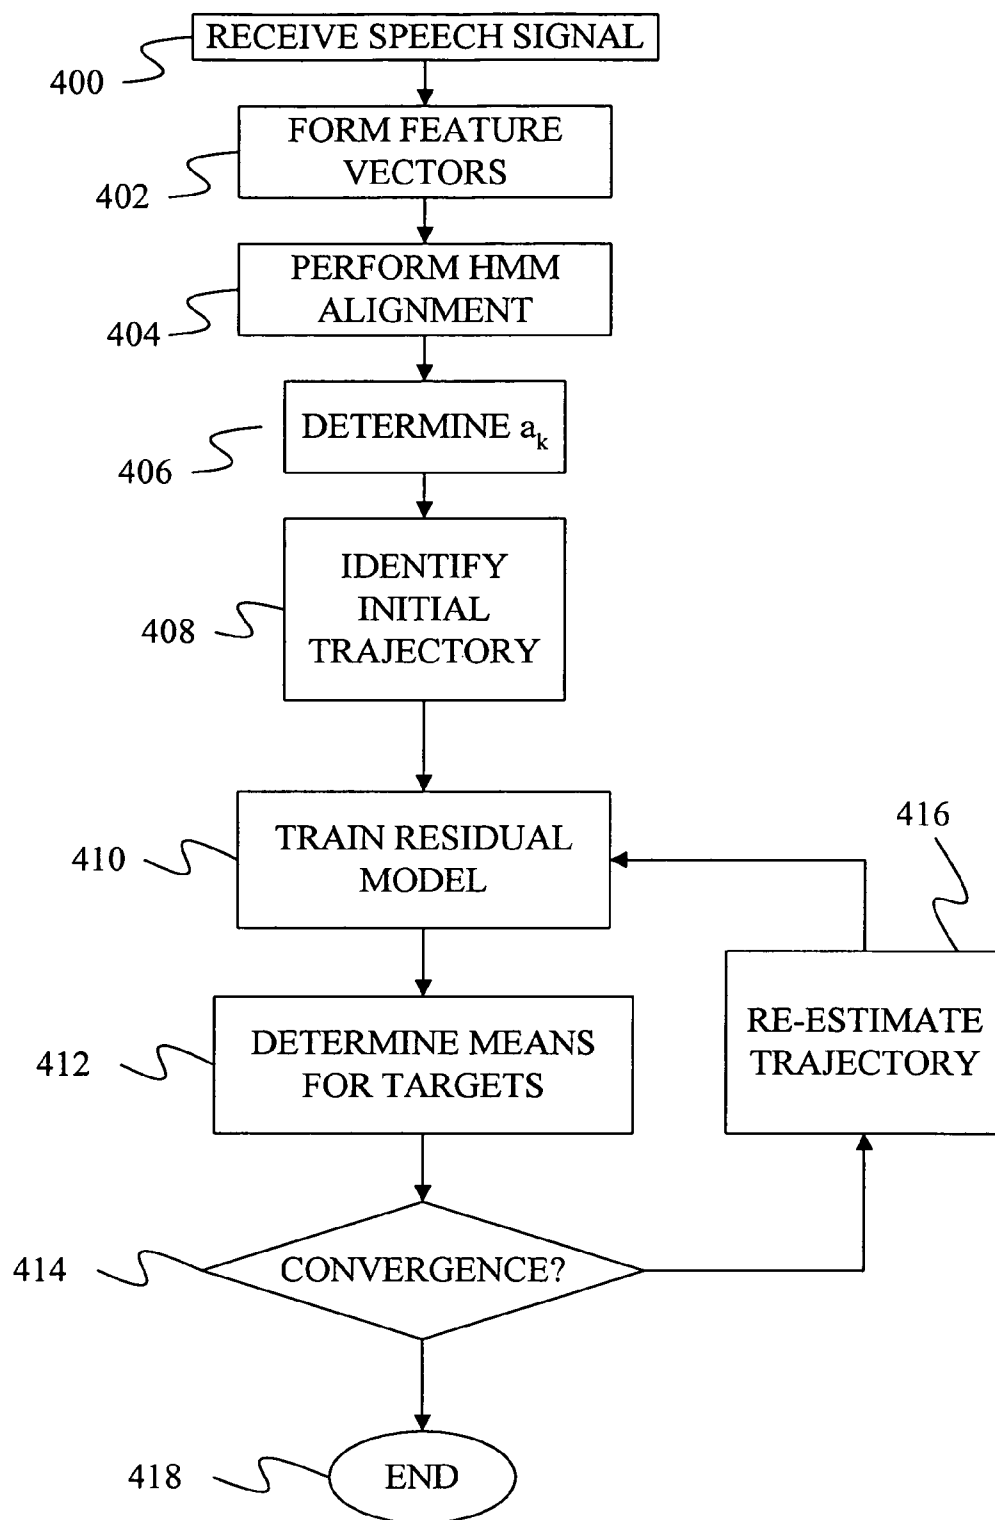 RECEIVE SPEECH SIGNAL
400
FORM FEATURE
VECTORS
402
PERFORM HMM
ALIGNMENT
404
DETERMINE a_k
406
IDENTIFY
INITIAL
TRAJECTORY
408
TRAIN RESIDUAL
MODEL
410
416
RE-ESTIMATE
TRAJECTORY
DETERMINE MEANS
FOR TARGETS
412
CONVERGENCE?
414
END
418